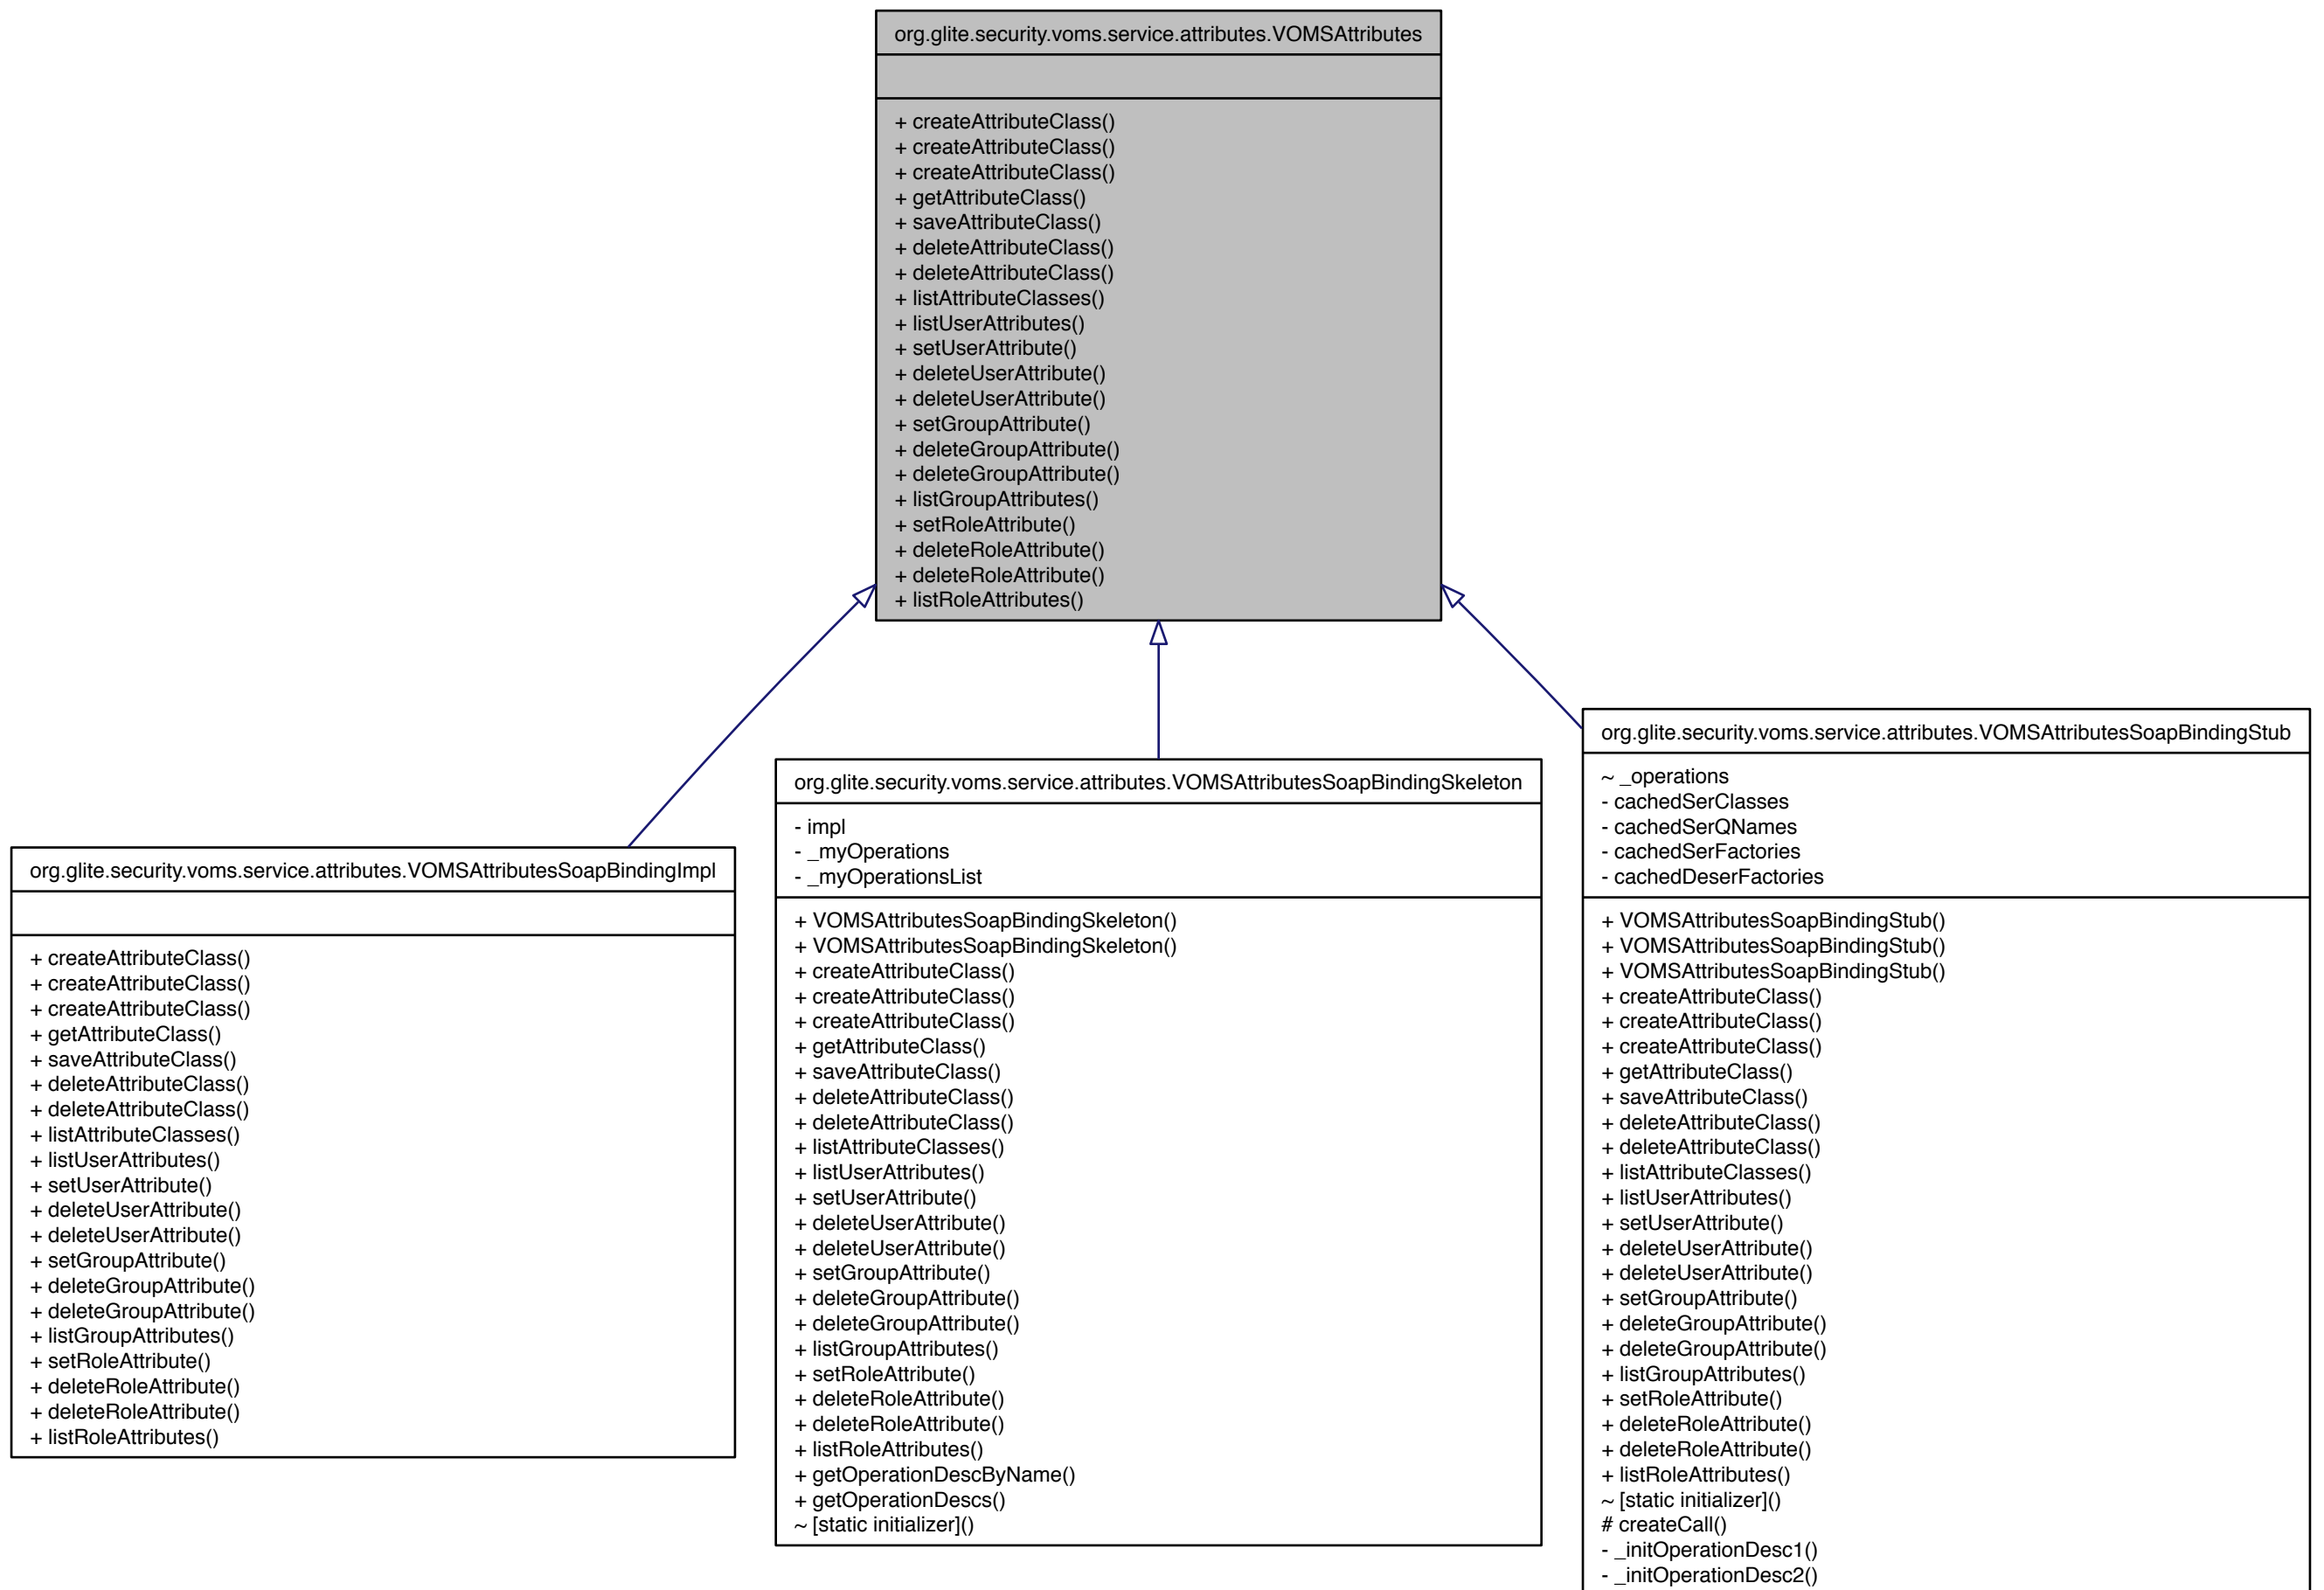 org.glite.security.voms.service.attributes.VOMSAttributes
+ createAttributeClass()
+ createAttributeClass()
+ createAttributeClass()
+ getAttributeClass()
+ saveAttributeClass()
+ deleteAttributeClass()
+ deleteAttributeClass()
+ listAttributeClasses()
+ listUserAttributes()
+ setUserAttribute()
+ deleteUserAttribute()
+ deleteUserAttribute()
+ setGroupAttribute()
+ deleteGroupAttribute()
+ deleteGroupAttribute()
+ listGroupAttributes()
+ setRoleAttribute()
+ deleteRoleAttribute()
+ deleteRoleAttribute()
+ listRoleAttributes()
org.glite.security.voms.service.attributes.VOMSAttributesSoapBindingImpl
+ createAttributeClass()
+ createAttributeClass()
+ createAttributeClass()
+ getAttributeClass()
+ saveAttributeClass()
+ deleteAttributeClass()
+ deleteAttributeClass()
+ listAttributeClasses()
+ listUserAttributes()
+ setUserAttribute()
+ deleteUserAttribute()
+ deleteUserAttribute()
+ setGroupAttribute()
+ deleteGroupAttribute()
+ deleteGroupAttribute()
+ listGroupAttributes()
+ setRoleAttribute()
+ deleteRoleAttribute()
+ deleteRoleAttribute()
+ listRoleAttributes()
org.glite.security.voms.service.attributes.VOMSAttributesSoapBindingSkeleton
- impl
- _myOperations
- _myOperationsList
+ VOMSAttributesSoapBindingSkeleton()
+ VOMSAttributesSoapBindingSkeleton()
+ createAttributeClass()
+ createAttributeClass()
+ createAttributeClass()
+ getAttributeClass()
+ saveAttributeClass()
+ deleteAttributeClass()
+ deleteAttributeClass()
+ listAttributeClasses()
+ listUserAttributes()
+ setUserAttribute()
+ deleteUserAttribute()
+ deleteUserAttribute()
+ setGroupAttribute()
+ deleteGroupAttribute()
+ deleteGroupAttribute()
+ listGroupAttributes()
+ setRoleAttribute()
+ deleteRoleAttribute()
+ deleteRoleAttribute()
+ listRoleAttributes()
+ getOperationDescByName()
+ getOperationDescs()
~ [static initializer]()
org.glite.security.voms.service.attributes.VOMSAttributesSoapBindingStub
~ _operations
- cachedSerClasses
- cachedSerQNames
- cachedSerFactories
- cachedDeserFactories
+ VOMSAttributesSoapBindingStub()
+ VOMSAttributesSoapBindingStub()
+ VOMSAttributesSoapBindingStub()
+ createAttributeClass()
+ createAttributeClass()
+ createAttributeClass()
+ getAttributeClass()
+ saveAttributeClass()
+ deleteAttributeClass()
+ deleteAttributeClass()
+ listAttributeClasses()
+ listUserAttributes()
+ setUserAttribute()
+ deleteUserAttribute()
+ deleteUserAttribute()
+ setGroupAttribute()
+ deleteGroupAttribute()
+ deleteGroupAttribute()
+ listGroupAttributes()
+ setRoleAttribute()
+ deleteRoleAttribute()
+ deleteRoleAttribute()
+ listRoleAttributes()
~ [static initializer]()
# createCall()
- _initOperationDesc1()
- _initOperationDesc2()